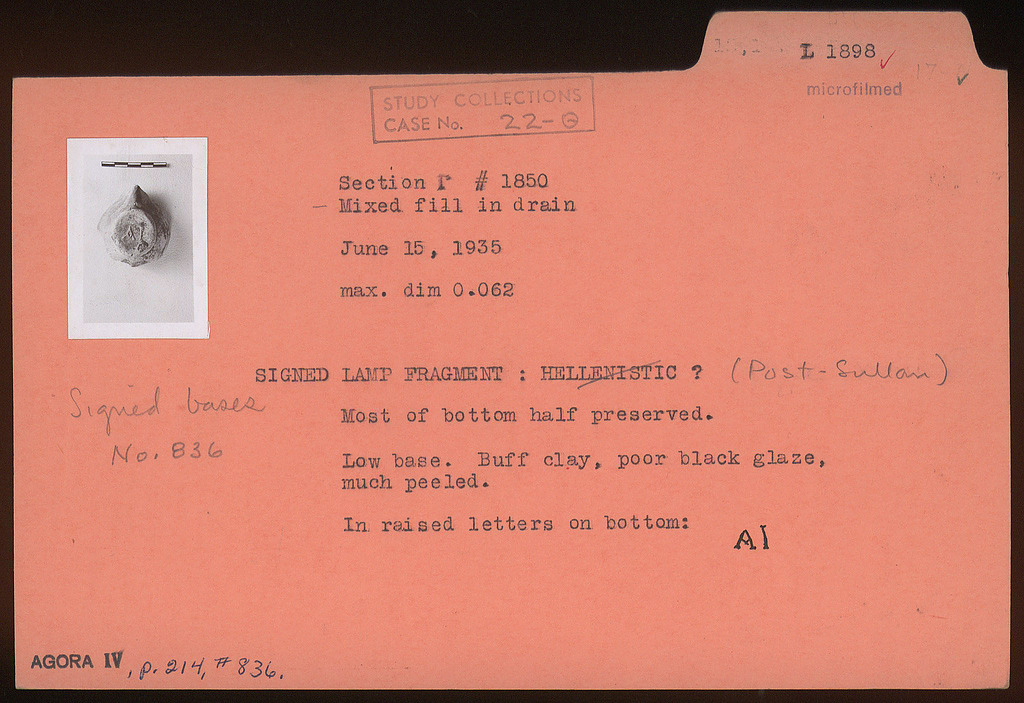 L 1898 ✓
microfilmed
STUDY COLLECTIONS
CASE No. 22-Θ
Section Γ # 1850
— Mixed fill in drain
June 15, 1935
max. dim 0.062
SIGNED LAMP FRAGMENT : HELLENISTIC ? (Post-Sullan)
Signed bases
No. 836
Most of bottom half preserved.
Low base. Buff clay, poor black glaze,
much peeled.
In raised letters on bottom:
ΑΙ
AGORA IV, p. 214, # 836.